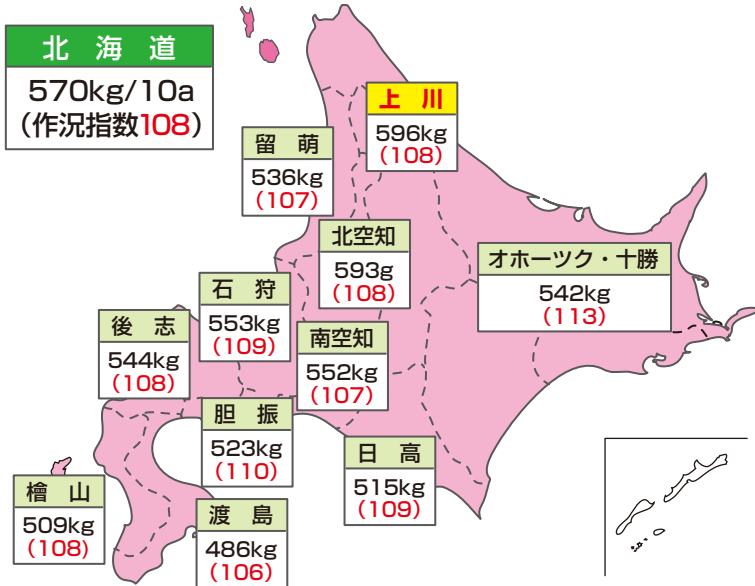 北海道
570kg/10a
(作況指数108)
上川
596kg
(108)
留萌
536kg
(107)
北空知
593g
(108)
オホーツク・十勝
542kg
(113)
石狩
553kg
(109)
後志
544kg
(108)
南空知
552kg
(107)
胆振
523kg
(110)
日高
515kg
(109)
檜山
509kg
(108)
渡島
486kg
(106)